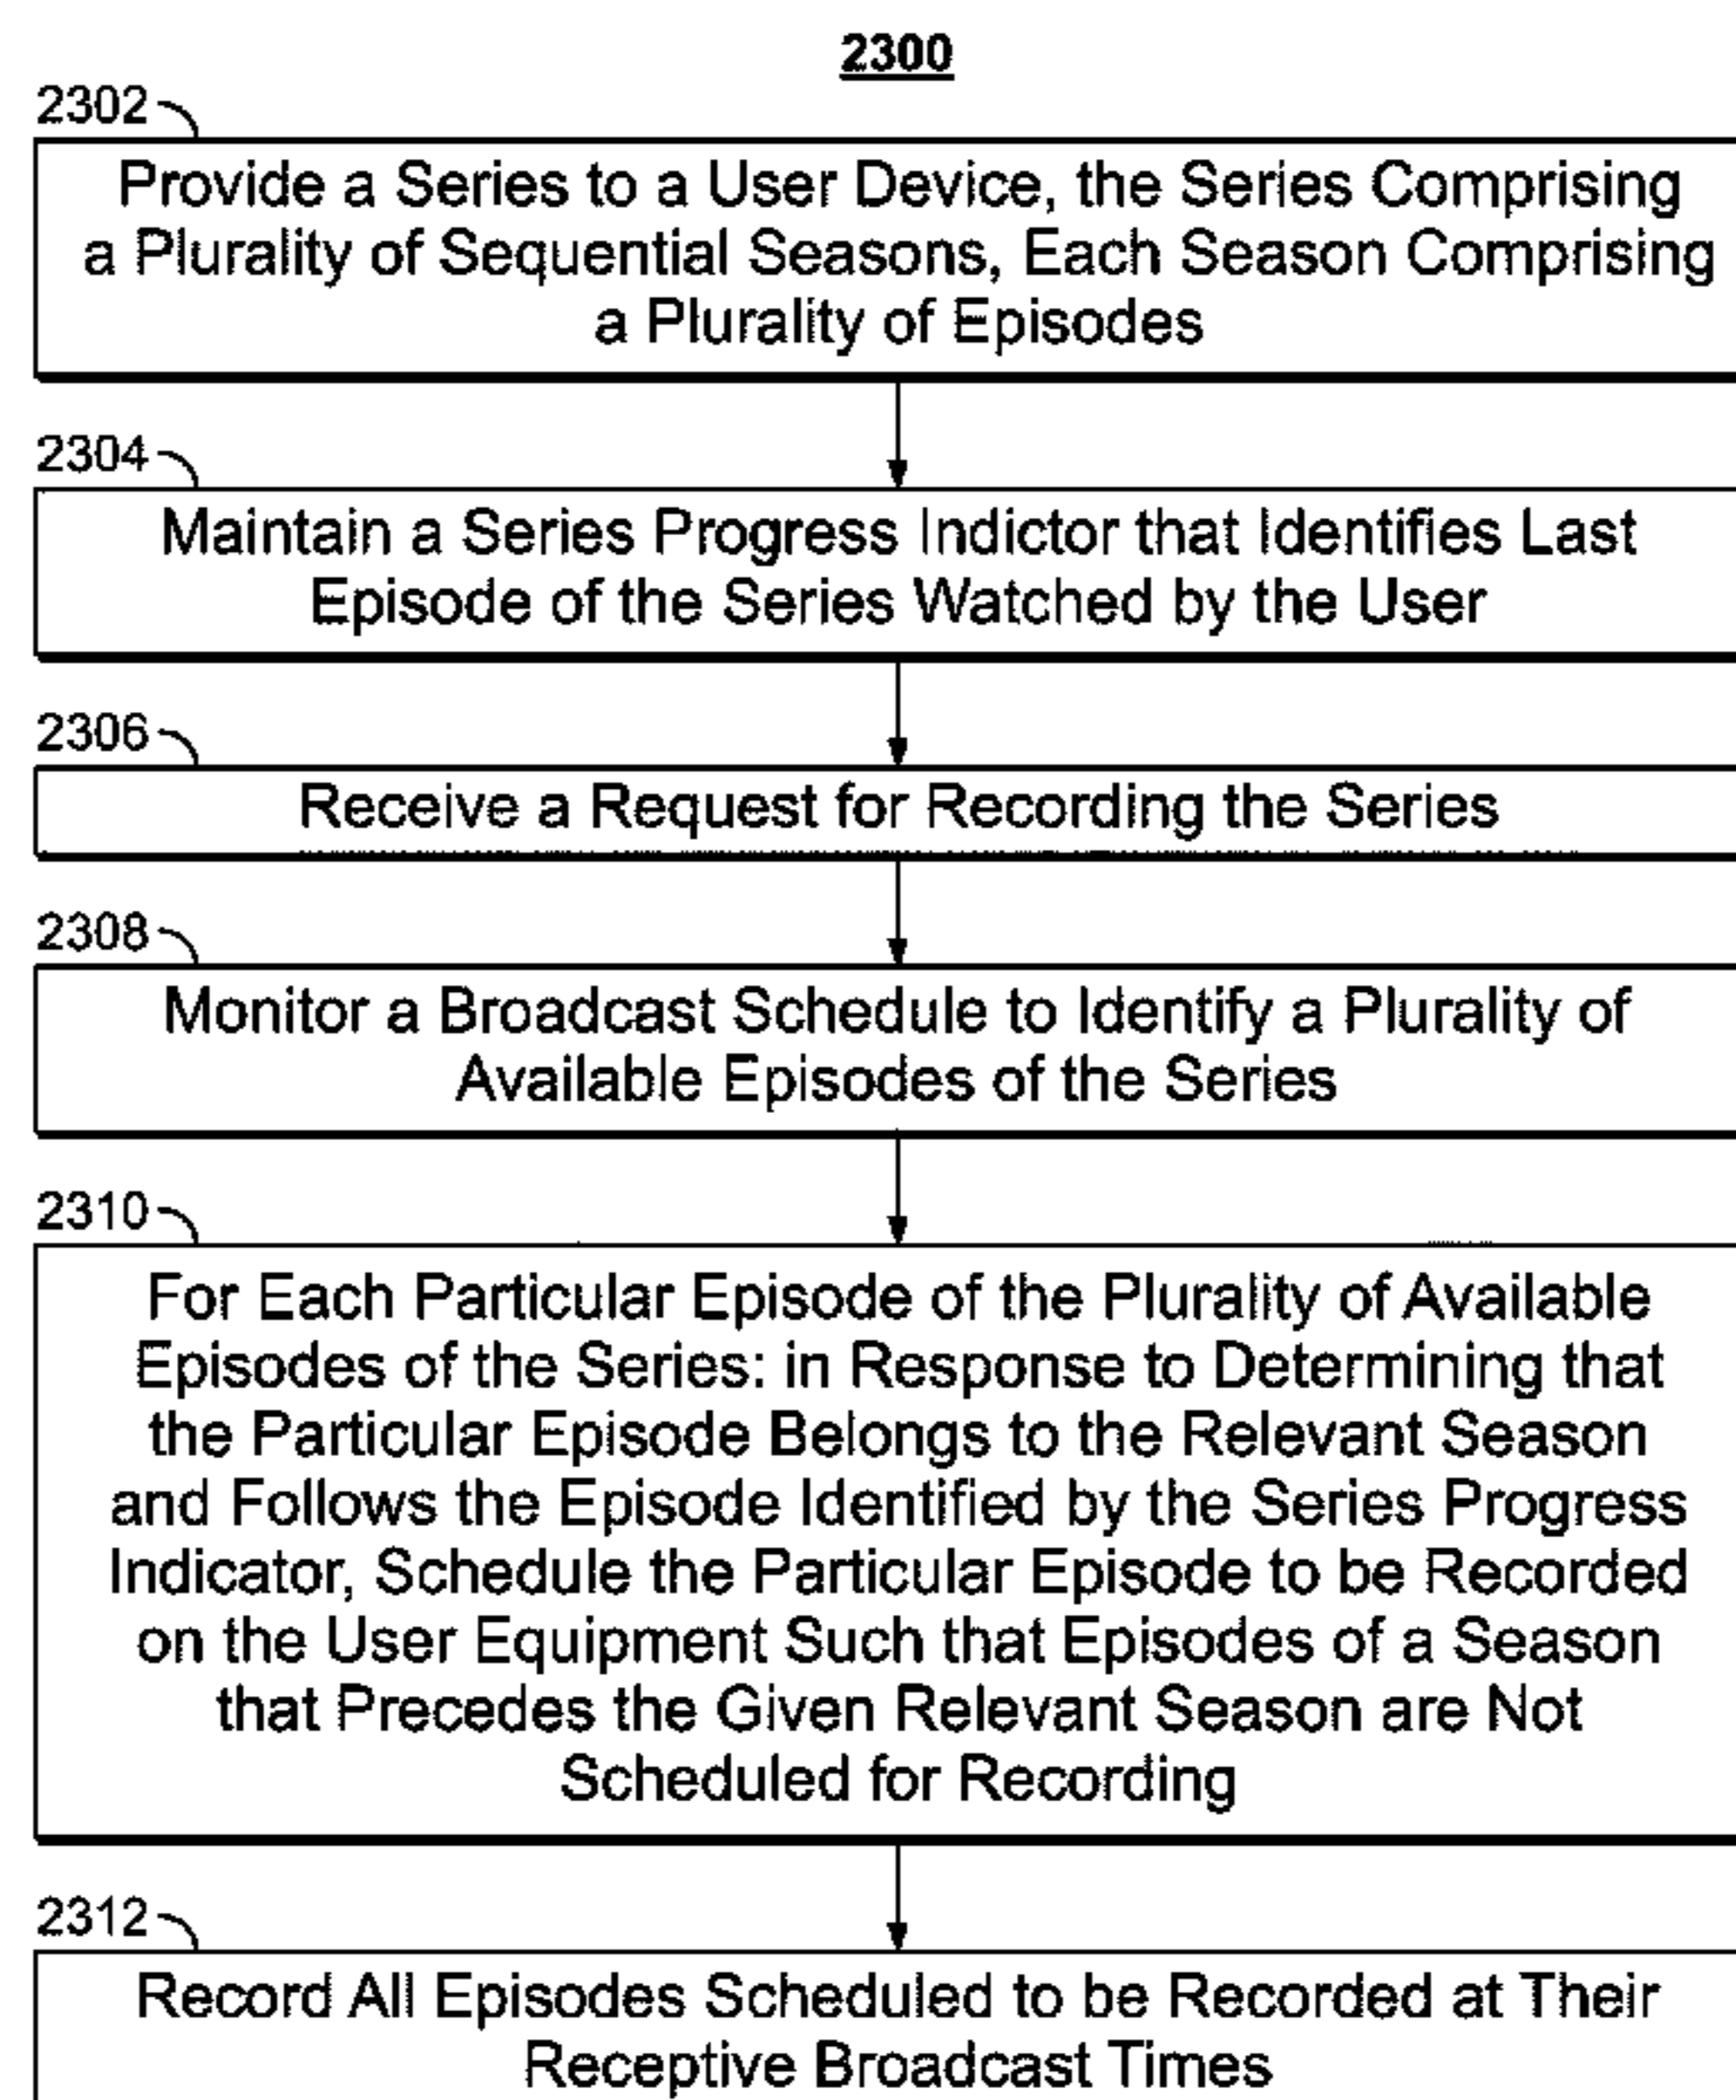 2300
2302
Provide a Series to a User Device, the Series Comprising
a Plurality of Sequential Seasons, Each Season Comprising
a Plurality of Episodes
2304
Maintain a Series Progress Indictor that Identifies Last
Episode of the Series Watched by the User
2306
Receive a Request for Recording the Series
2308
Monitor a Broadcast Schedule to Identify a Plurality of
Available Episodes of the Series
2310
For Each Particular Episode of the Plurality of Available
Episodes of the Series: in Response to Determining that
the Particular Episode Belongs to the Relevant Season
and Follows the Episode Identified by the Series Progress
Indicator, Schedule the Particular Episode to be Recorded
on the User Equipment Such that Episodes of a Season
that Precedes the Given Relevant Season are Not
Scheduled for Recording
2312
Record All Episodes Scheduled to be Recorded at Their
Receptive Broadcast Times